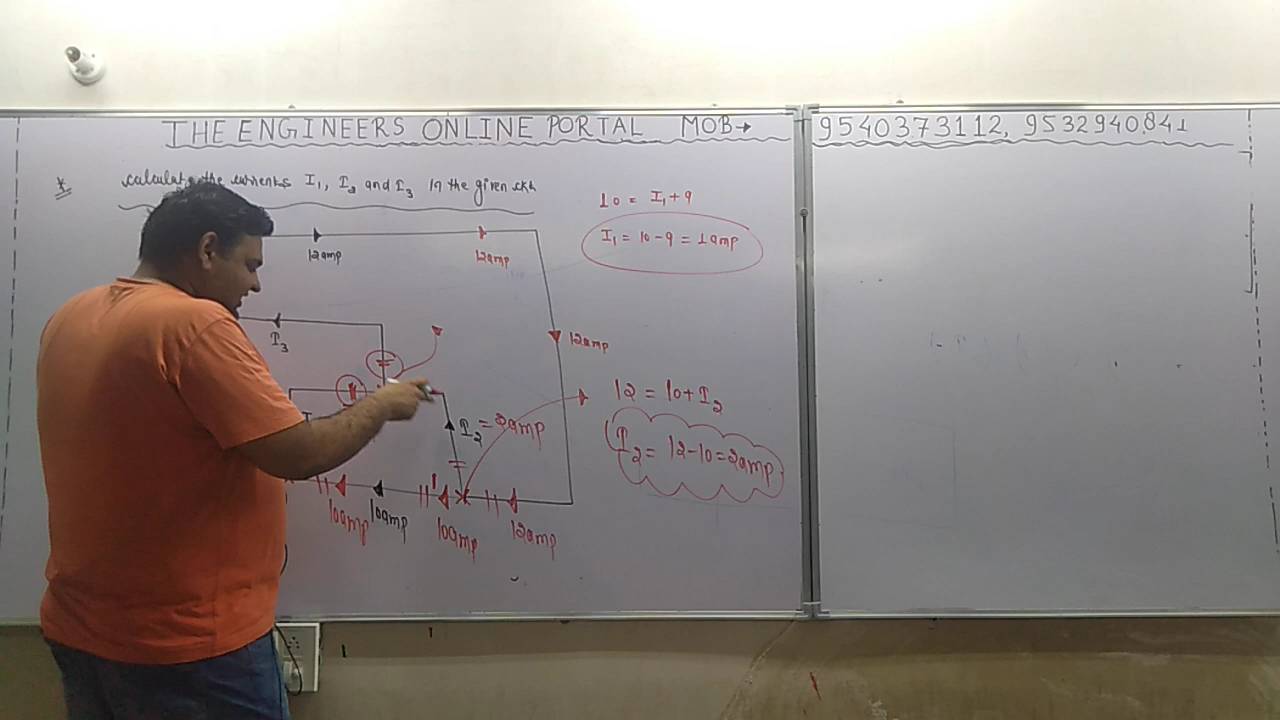 THE ENGINEERS ONLINE PORTAL MOB→ 9540373112, 9532940841
calculate the currents I1, I2 and I3 in the given ckt
10 = I1 + 9
I1 = 10 - 9 = 1amp
12amp
12amp
I3
12amp
12 = 10 + I2
I2 = 2amp
I2 = 12 - 10 = 2amp
10amp
10amp
10amp
12amp